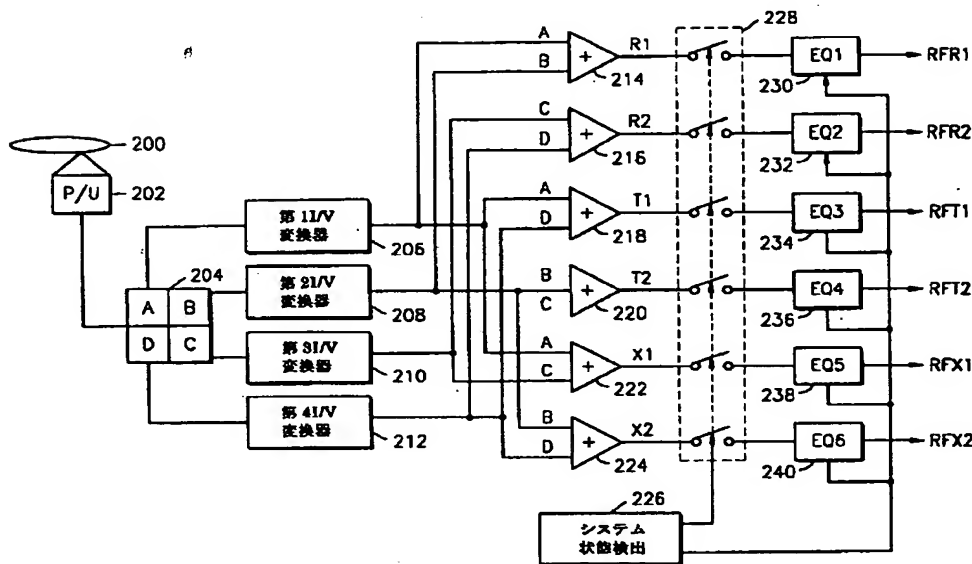 228
A
R1
B
214
EQ1
RFR1
230
C
R2
D
216
EQ2
RFR2
232
200
P/U
202
第1I/V
変換器
206
A
T1
D
218
EQ3
RFT1
234
204
A B
D C
第2I/V
変換器
208
B
T2
C
220
EQ4
RFT2
236
第3I/V
変換器
210
A
X1
C
222
EQ5
RFX1
238
第4I/V
変換器
212
B
X2
D
224
EQ6
RFX2
240
226
システム
状態検出